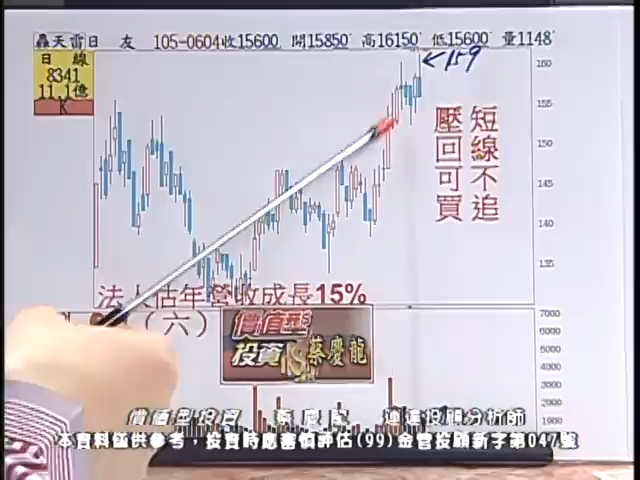 轟天雷日 友 105-0604收15600 開15850 高16150 低15600 量1148
日 線
8341
11.1億
K
←159
160
155
150
145
140
135
短線不追
壓回可買
法人估年營收成長15%
(六)
7000
6000
5000
4000
3000
2000
1900
價值型
投資 蔡慶龍
價值型投資 蔡慶龍 投顧分析師
本資料僅供參考，投資時應審慎評估(99)金管投顧新字第047號